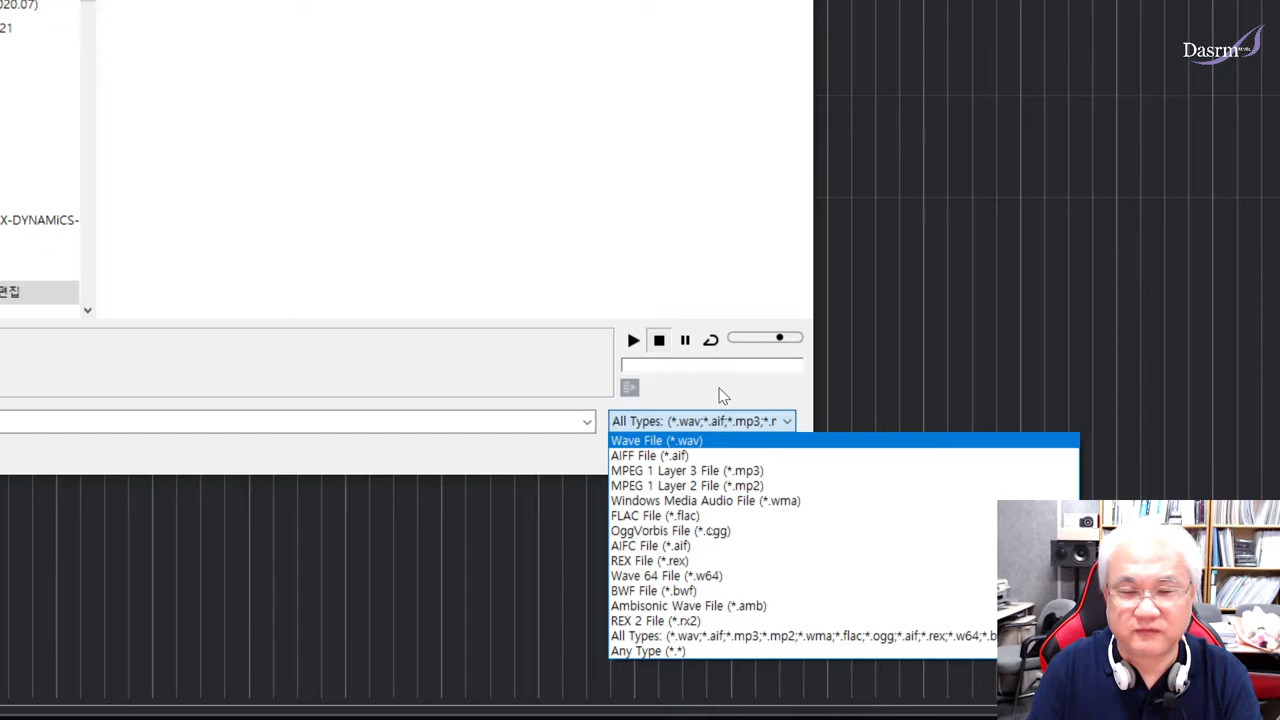 020.07)
21
Dasrm
X-DYNAMiCS-
편집
All Types: (*.wav;*.aif;*.mp3;*.r
Wave File (*.wav)
AIFF File (*.aif)
MPEG 1 Layer 3 File (*.mp3)
MPEG 1 Layer 2 File (*.mp2)
Windows Media Audio File (*.wma)
FLAC File (*.flac)
OggVorbis File (*.ogg)
AIFC File (*.aif)
REX File (*.rex)
Wave 64 File (*.w64)
BWF File (*.bwf)
Ambisonic Wave File (*.amb)
REX 2 File (*.rx2)
All Types: (*.wav;*.aif;*.mp3;*.mp2;*.wma;*.flac;*.ogg;*.aif;*.rex;*.w64;*.b
Any Type (*.*)